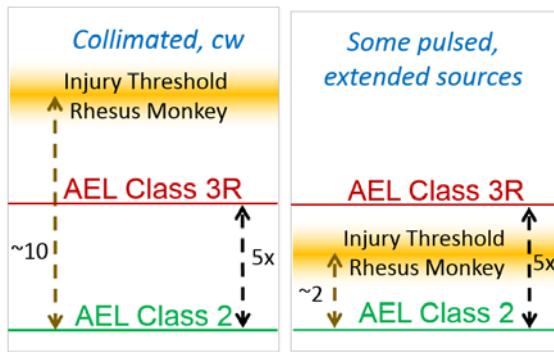 Collimated, cw
Injury Threshold
Rhesus Monkey
AEL Class 3R
~10
5x
AEL Class 2
Some pulsed,
extended sources
AEL Class 3R
Injury Threshold
Rhesus Monkey
5x
~2
AEL Class 2